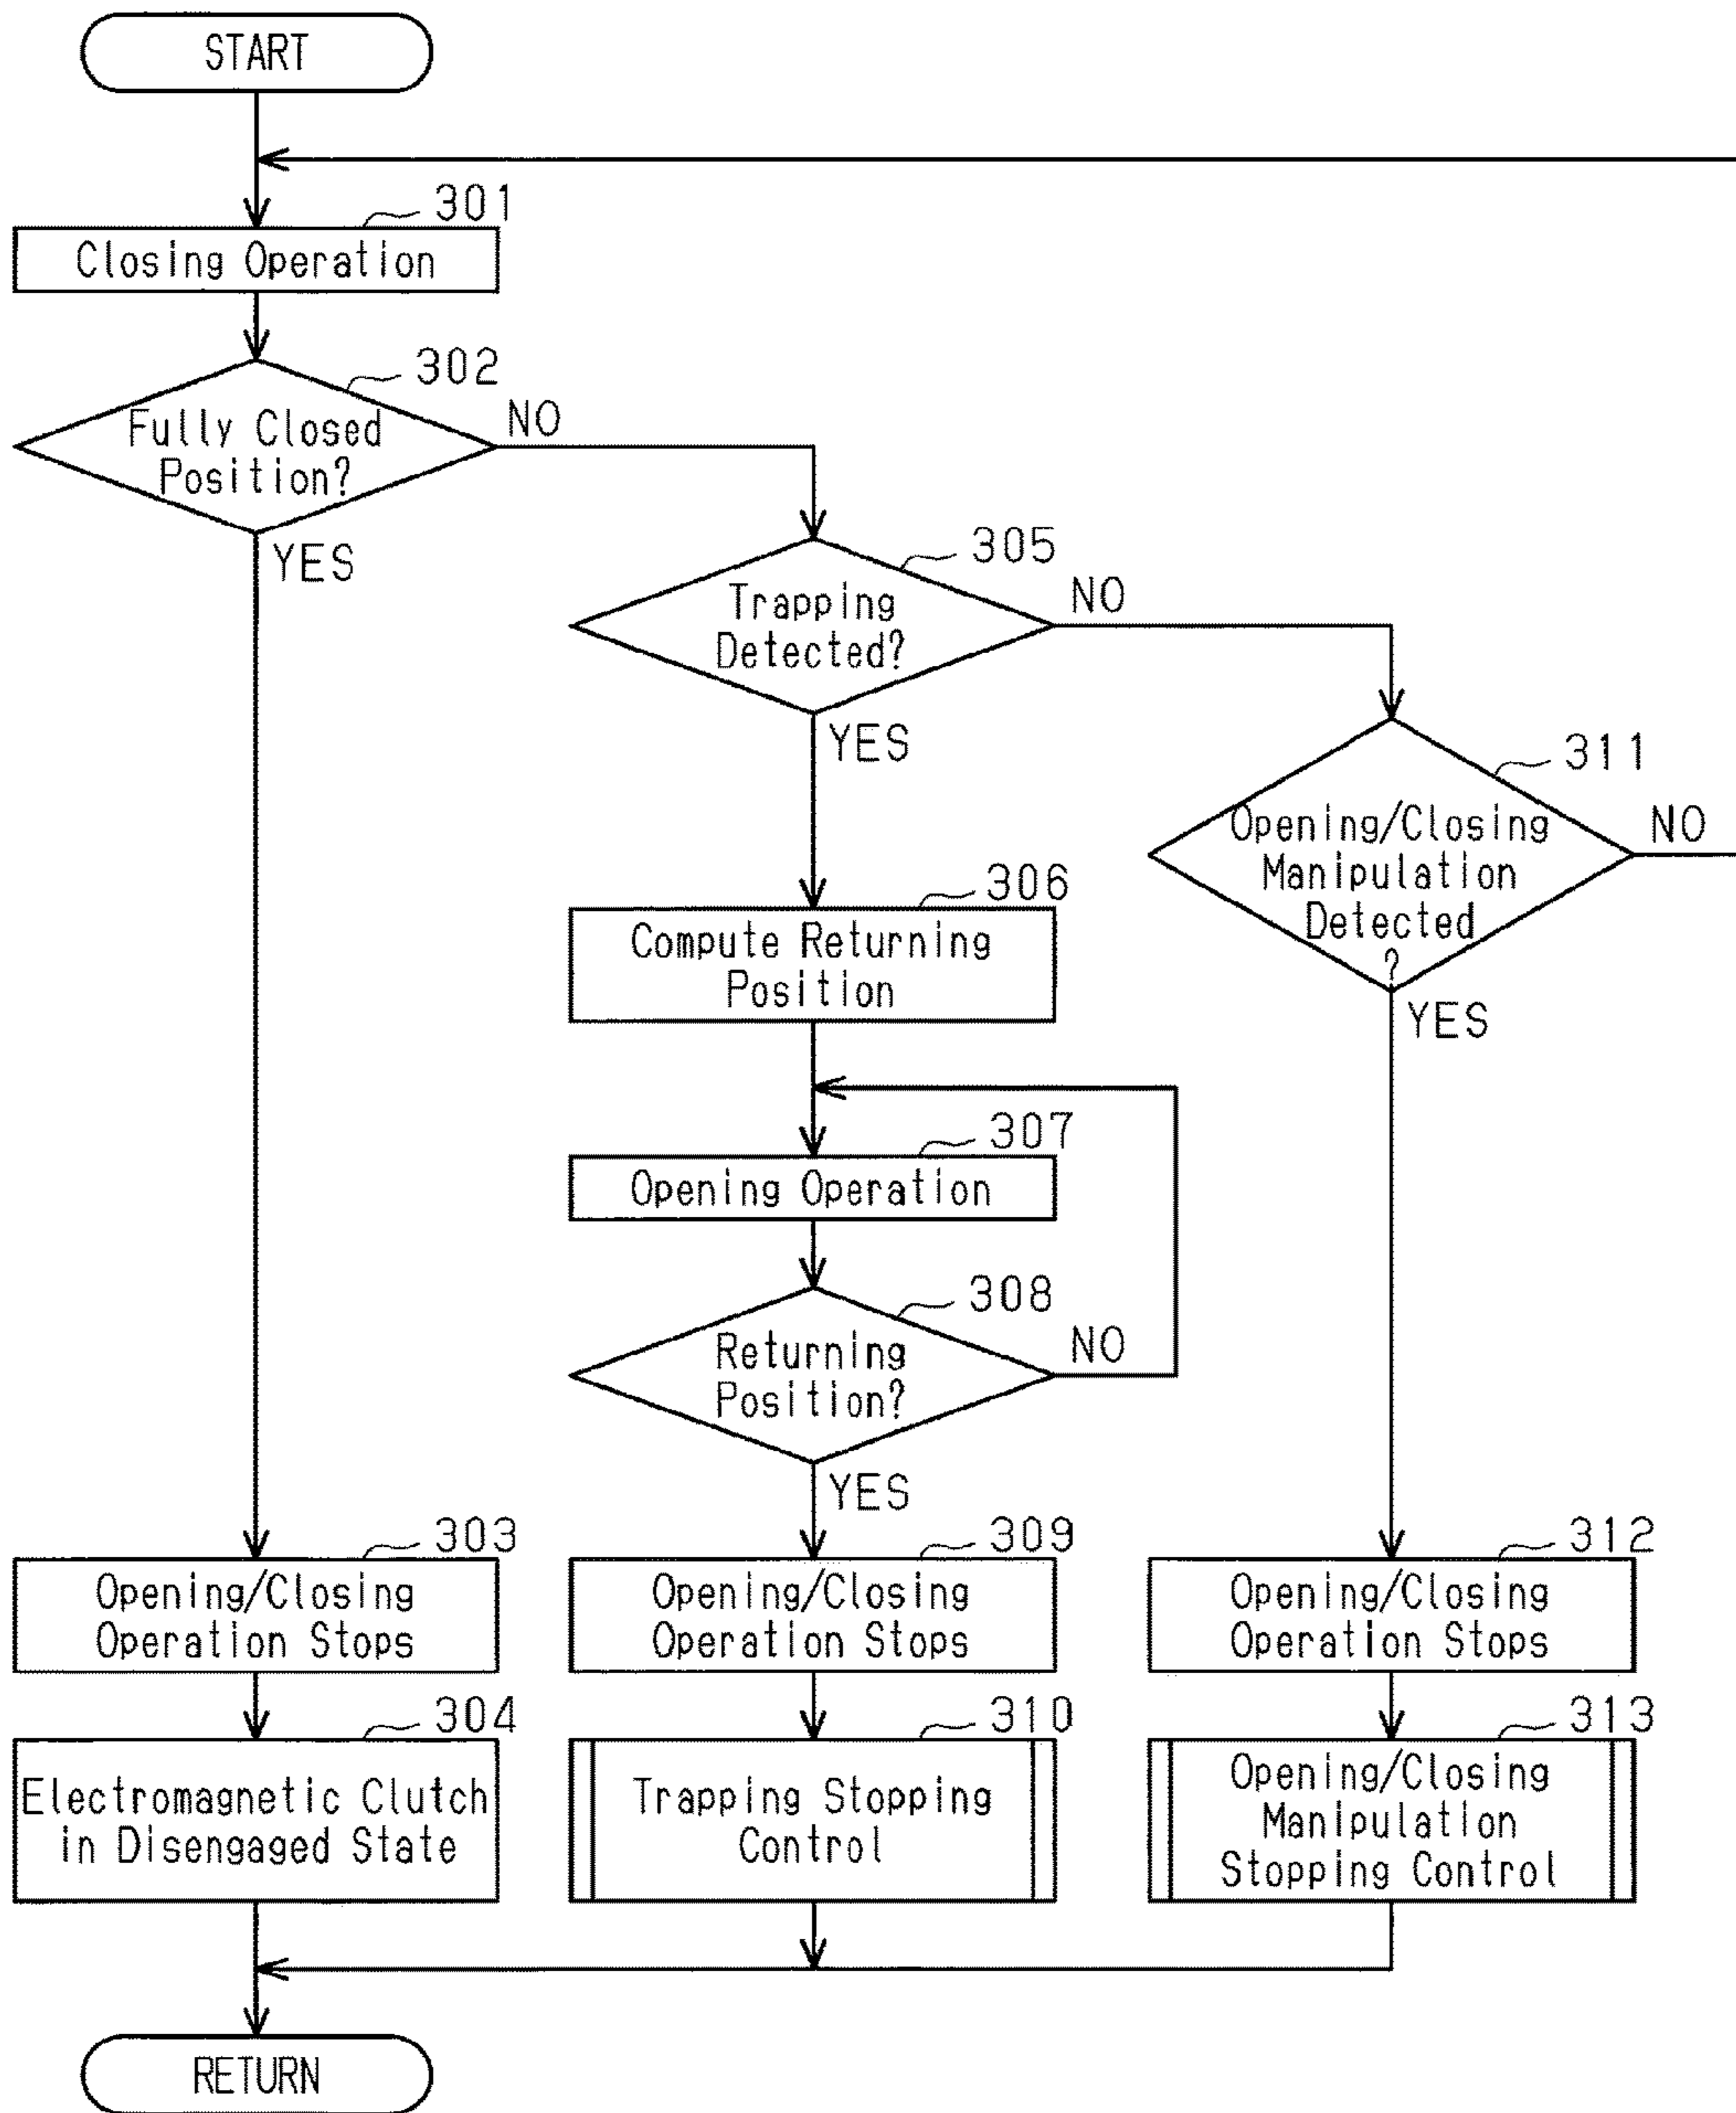 START
301
Closing Operation
302
Fully Closed
Position?
NO
YES
305
Trapping
Detected?
NO
YES
311
Opening/Closing
Manipulation
Detected
?
NO
YES
306
Compute Returning
Position
307
Opening Operation
308
Returning
Position?
NO
YES
303
Opening/Closing
Operation Stops
309
Opening/Closing
Operation Stops
312
Opening/Closing
Operation Stops
304
Electromagnetic Clutch
in Disengaged State
310
Trapping Stopping
Control
313
Opening/Closing
Manipulation
Stopping Control
RETURN